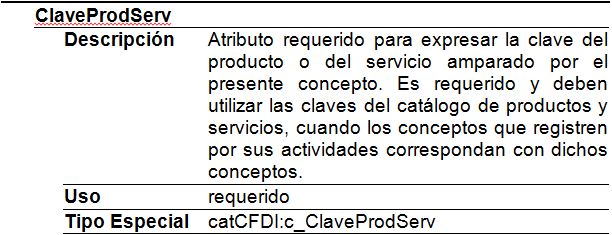 ClaveProdServ
Descripción Atributo requerido para expresar la clave del
producto o del servicio amparado por el
presente concepto. Es requerido y deben
utilizar las claves del catálogo de productos y
servicios, cuando los conceptos que registren
por sus actividades correspondan con dichos
conceptos.
Uso requerido
Tipo Especial catCFDI:c_ClaveProdServ